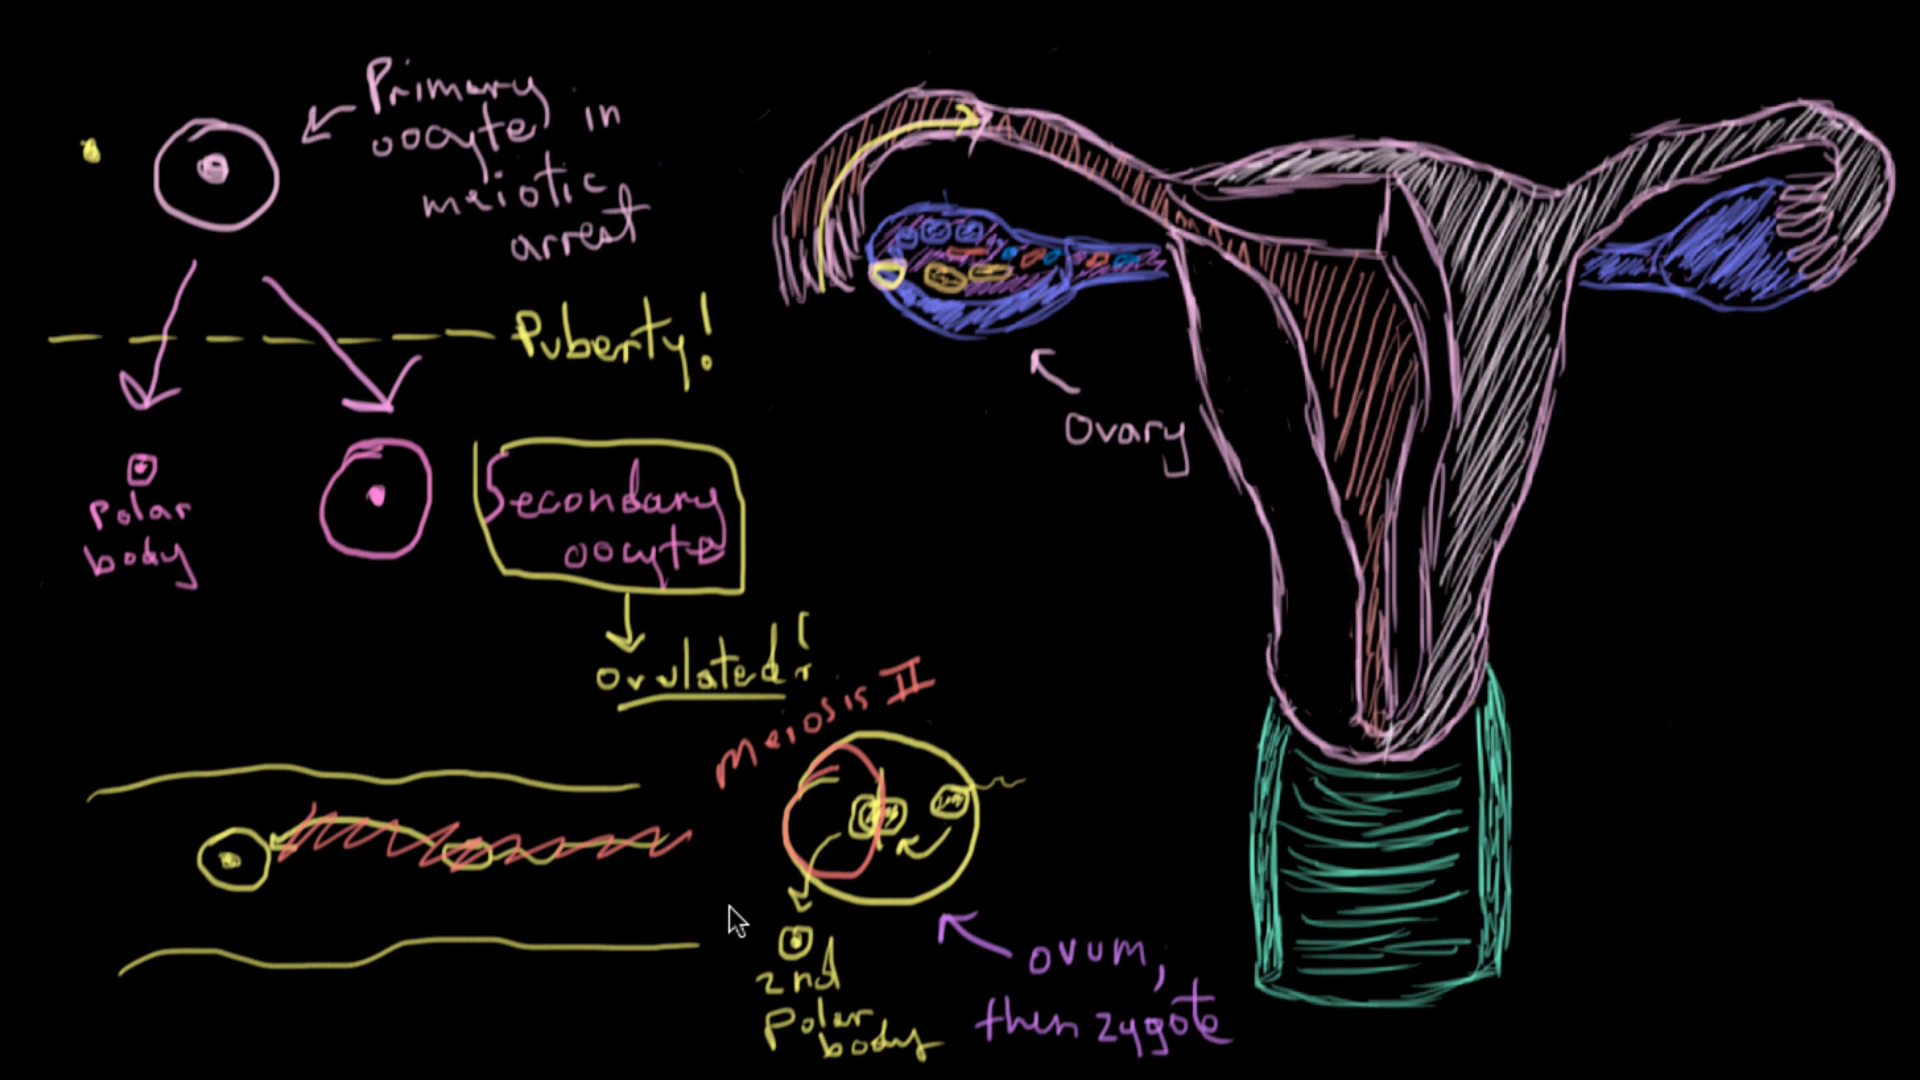 Primary
oocyte in
meiotic
arrest
Puberty!
Polar
body
Secondary
oocyte
ovulated!
Meiosis II
2nd
Polar
body
ovum,
then zygote
Ovary